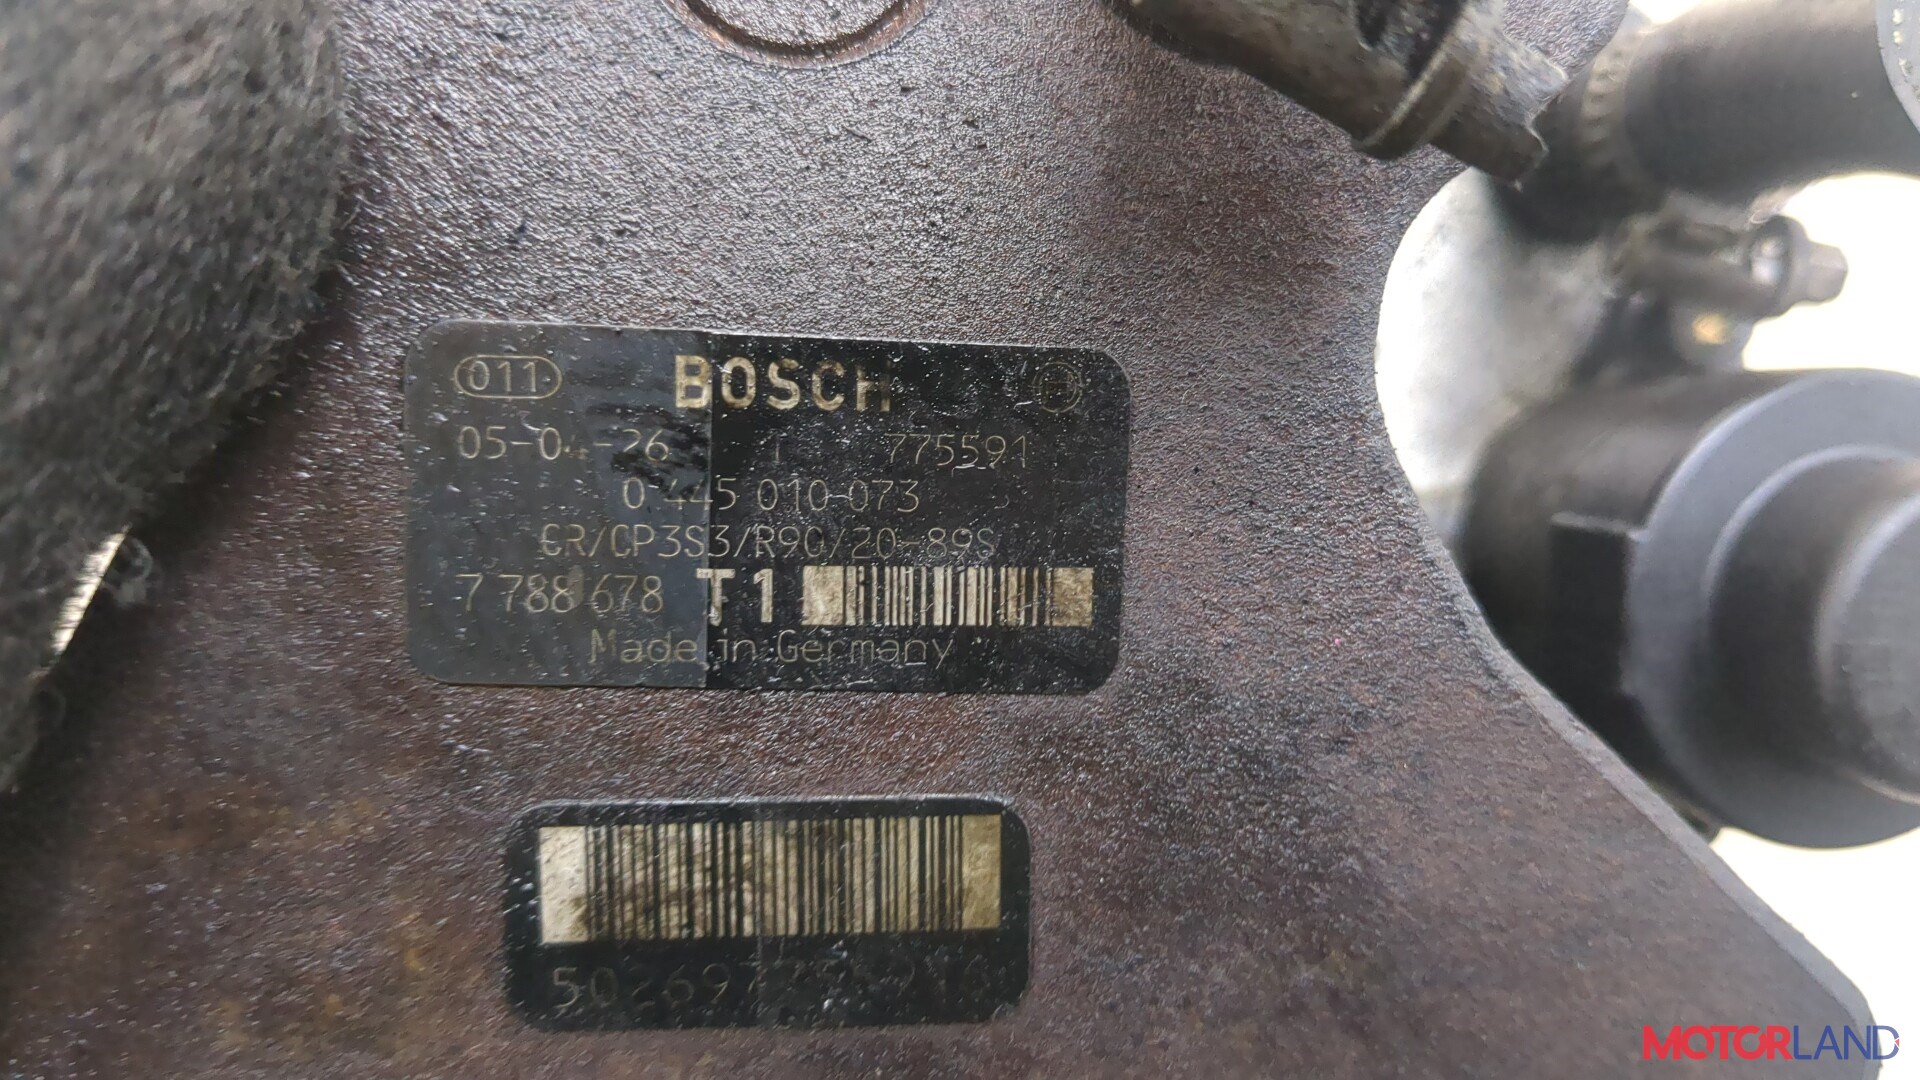 011 BOSCH
05-04-26 1 775591
0 445 010 073
CR/CP3S3/R90/20-89S
7 788 678 T1
Made in Germany
MOTORLAND